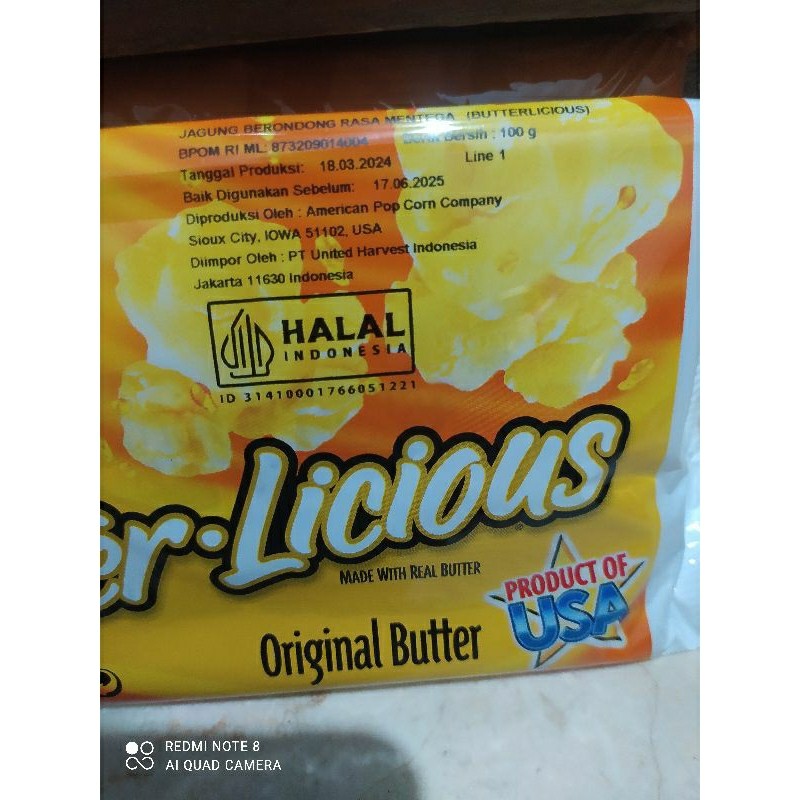 JAGUNG BERONDONG RASA MENTEGA (BUTTERLICIOUS)
BPOM RI ML: 873209014004 Berat Bersih : 100 g
Tanggal Produksi: 18.03.2024 Line 1
Baik Digunakan Sebelum: 17.06.2025
Diproduksi Oleh : American Pop Corn Company
Sioux City, IOWA 51102, USA
Diimpor Oleh : PT United Harvest Indonesia
Jakarta 11630 Indonesia
HALAL
INDONESIA
ID 31410001766051221
er·Licious
MADE WITH REAL BUTTER
PRODUCT OF
USA
Original Butter
REDMI NOTE 8
AI QUAD CAMERA